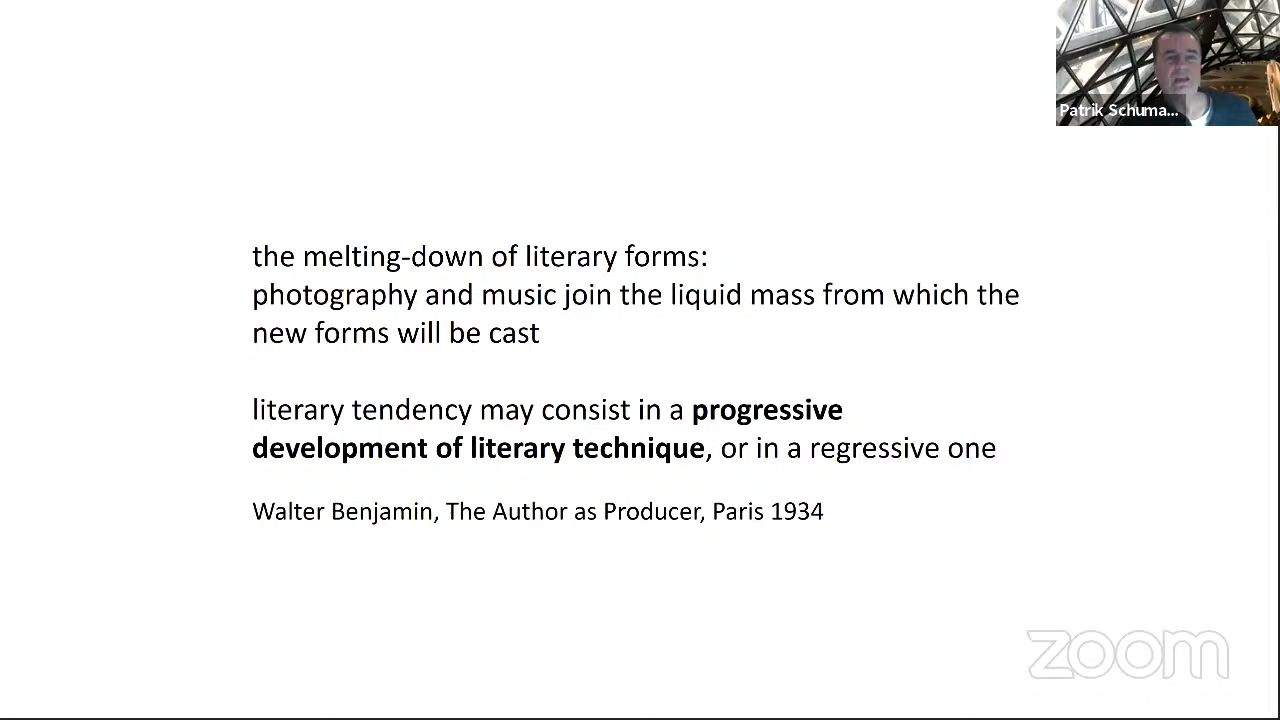 Patrik Schuma...
the melting-down of literary forms:
photography and music join the liquid mass from which the
new forms will be cast
literary tendency may consist in a progressive
development of literary technique, or in a regressive one
Walter Benjamin, The Author as Producer, Paris 1934
zoom